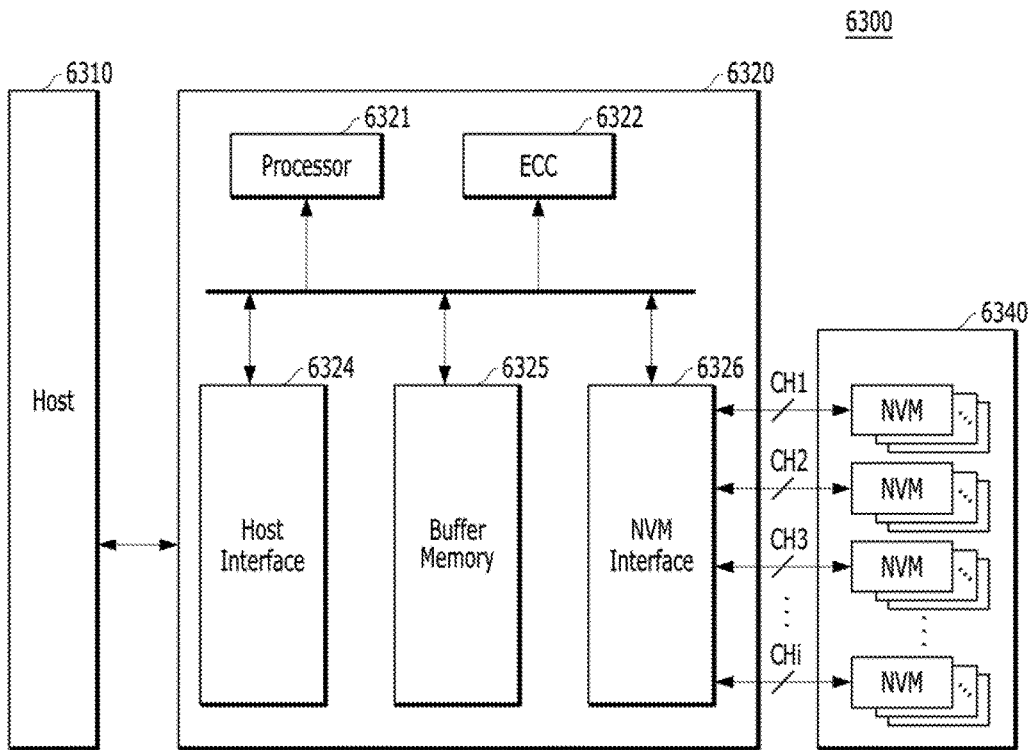 6300
6310
6320
6321
6322
Processor
ECC
6340
6324
6325
6326
CH1
NVM
Host
CH2
NVM
Host
Interface
Buffer
Memory
NVM
Interface
CH3
NVM
CHi
NVM